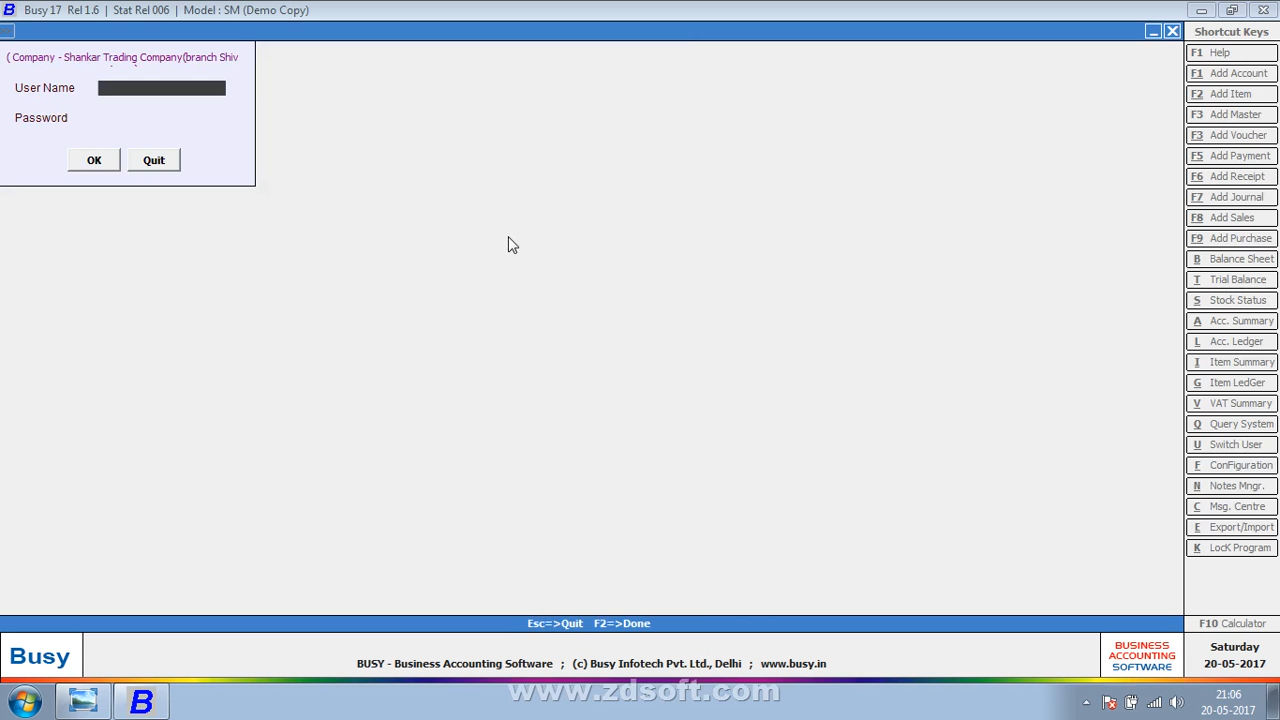 Busy 17 Rel 1.6 | Stat Rel 006 | Model : SM (Demo Copy)
Shortcut Keys
( Company - Shankar Trading Company(branch Shiv
User Name
Password
OK Quit
F1 Help
F1 Add Account
F2 Add Item
F3 Add Master
F3 Add Voucher
F5 Add Payment
F6 Add Receipt
F7 Add Journal
F8 Add Sales
F9 Add Purchase
B Balance Sheet
T Trial Balance
S Stock Status
A Acc. Summary
L Acc. Ledger
I Item Summary
G Item LedGer
V VAT Summary
Q Query System
U Switch User
F ConFiguration
N Notes Mngr.
C Msg. Centre
E Export/Import
K LocK Program
Esc=>Quit F2=>Done
F10 Calculator
Busy
BUSY - Business Accounting Software ; (c) Busy Infotech Pvt. Ltd., Delhi ; www.busy.in
BUSINESS
ACCOUNTING
SOFTWARE
Saturday
20-05-2017
www.zdsoft.com
B
21:06
20-05-2017